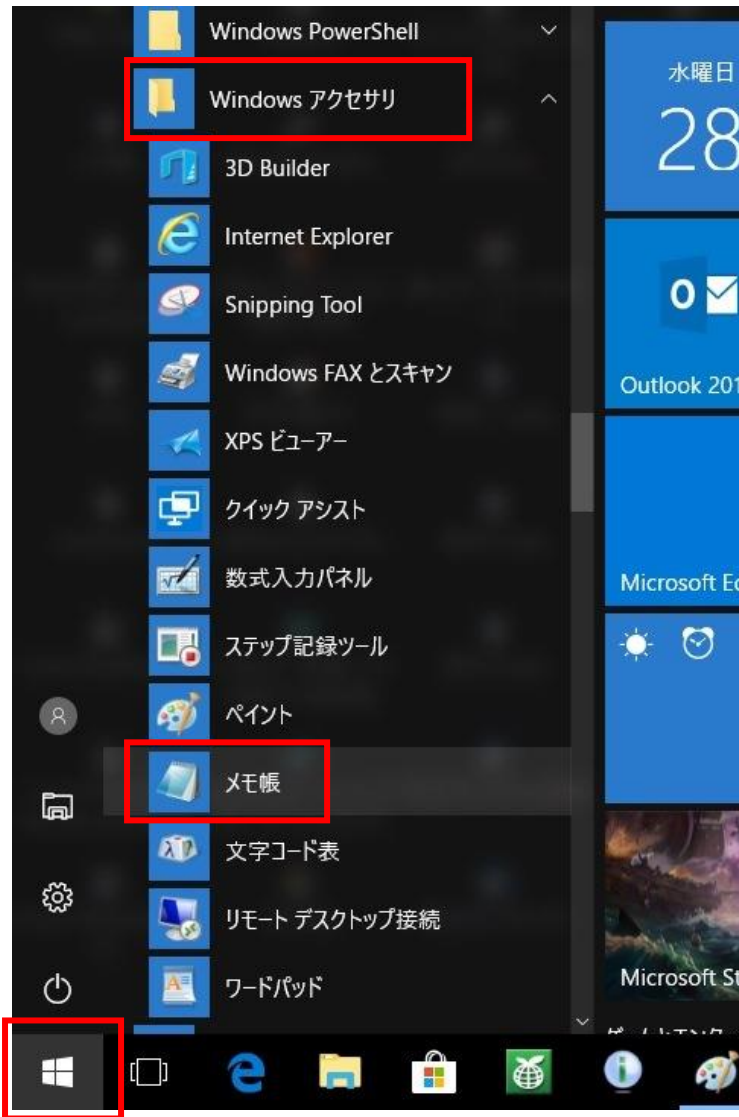 Windows PowerShell
Windows アクセサリ
3D Builder
Internet Explorer
Snipping Tool
Windows FAX とスキャン
XPS ビューアー
クイック アシスト
数式入力パネル
ステップ記録ツール
ペイント
メモ帳
文字コード表
リモート デスクトップ接続
ワードパッド
水曜日
28
Outlook 201
Microsoft Ed
Microsoft St